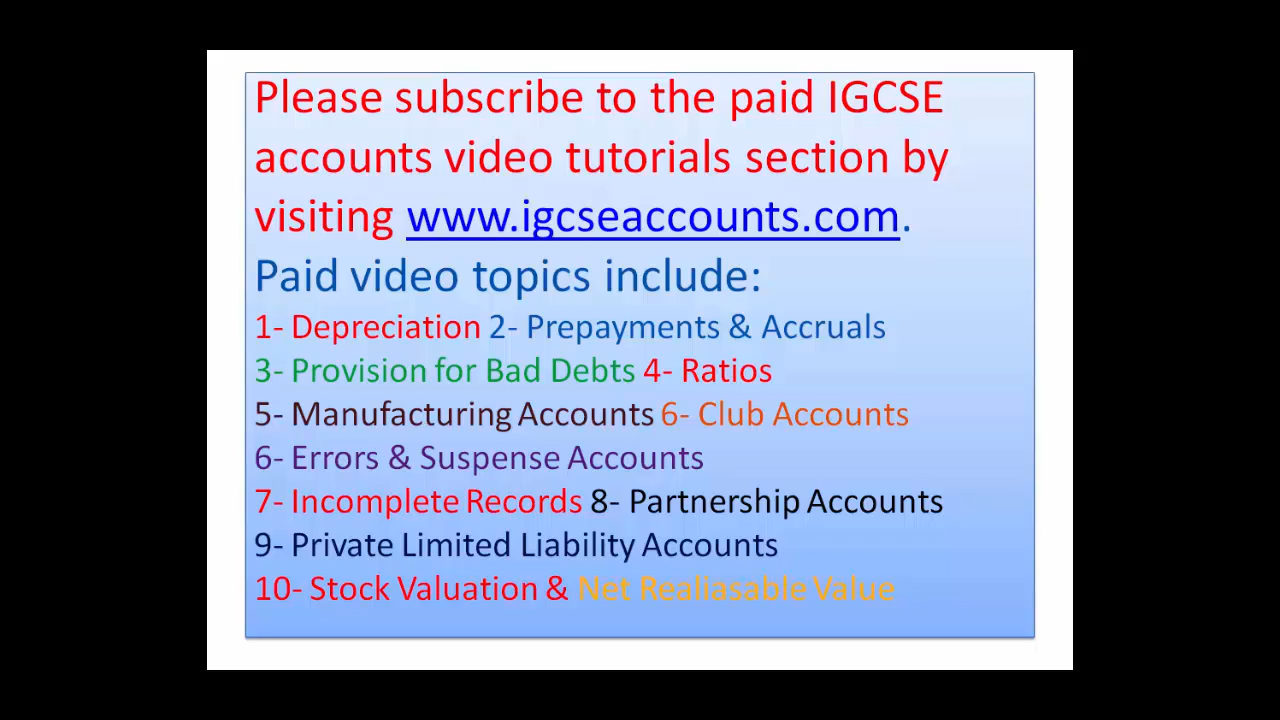 Please subscribe to the paid IGCSE
accounts video tutorials section by
visiting www.igcseaccounts.com.
Paid video topics include:
1- Depreciation 2- Prepayments & Accruals
3- Provision for Bad Debts 4- Ratios
5- Manufacturing Accounts 6- Club Accounts
6- Errors & Suspense Accounts
7- Incomplete Records 8- Partnership Accounts
9- Private Limited Liability Accounts
10- Stock Valuation & Net Realiasable Value